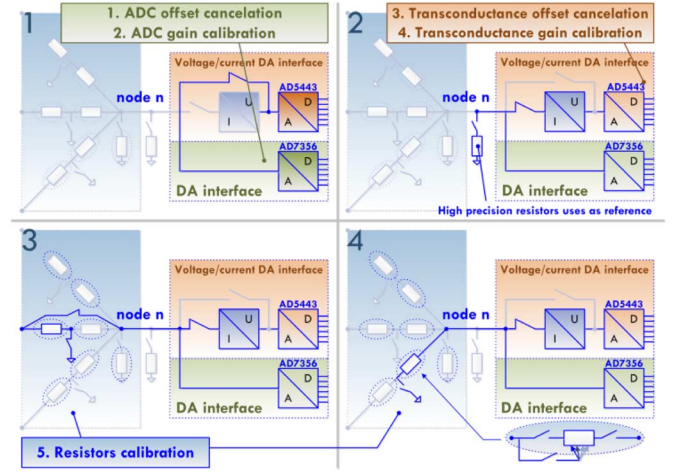 1
1. ADC offset cancelation
2. ADC gain calibration
Voltage/current DA interface
node n
U
I
AD5443
D
A
AD7356
D
A
DA interface
2
3. Transconductance offset cancelation
4. Transconductance gain calibration
Voltage/current DA interface
node n
U
I
AD5443
D
A
AD7356
D
A
DA interface
High precision resistors uses as reference
3
Voltage/current DA interface
node n
U
I
AD5443
D
A
AD7356
D
A
DA interface
4
Voltage/current DA interface
node n
U
I
AD5443
D
A
AD7356
D
A
DA interface
5. Resistors calibration